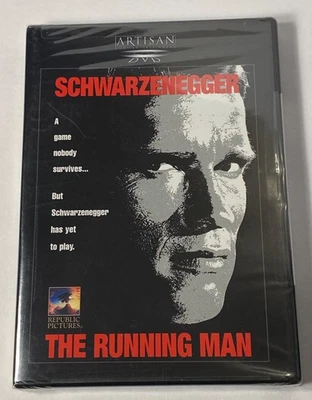 ARTISAN
SCHWARZENEGGER
A
game
nobody
survives...
But
Schwarzenegger
has yet
to play.
REPUBLIC
PICTURES®
THE RUNNING MAN